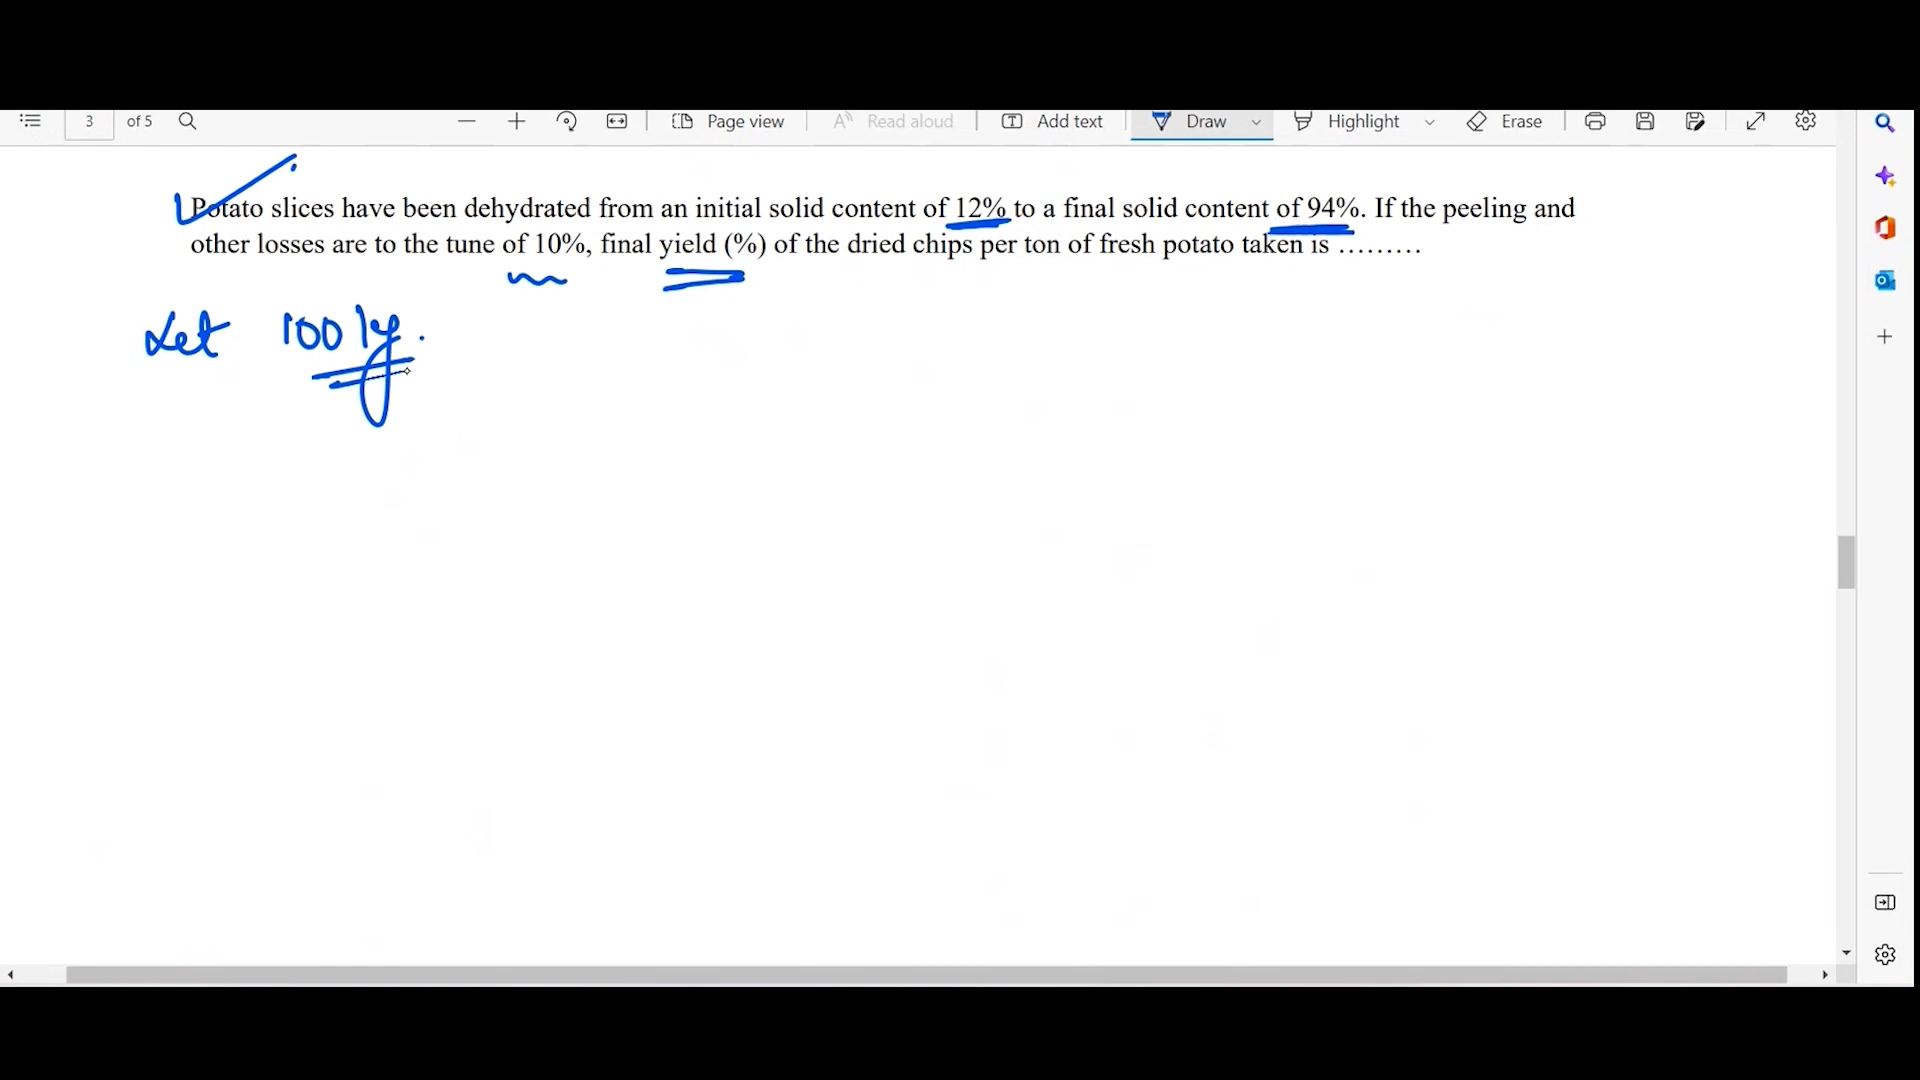 3 of 5 Page view Read aloud Add text Draw Highlight Erase
Potato slices have been dehydrated from an initial solid content of 12% to a final solid content of 94%. If the peeling and
other losses are to the tune of 10%, final yield (%) of the dried chips per ton of fresh potato taken is .........
Let 100 kg.